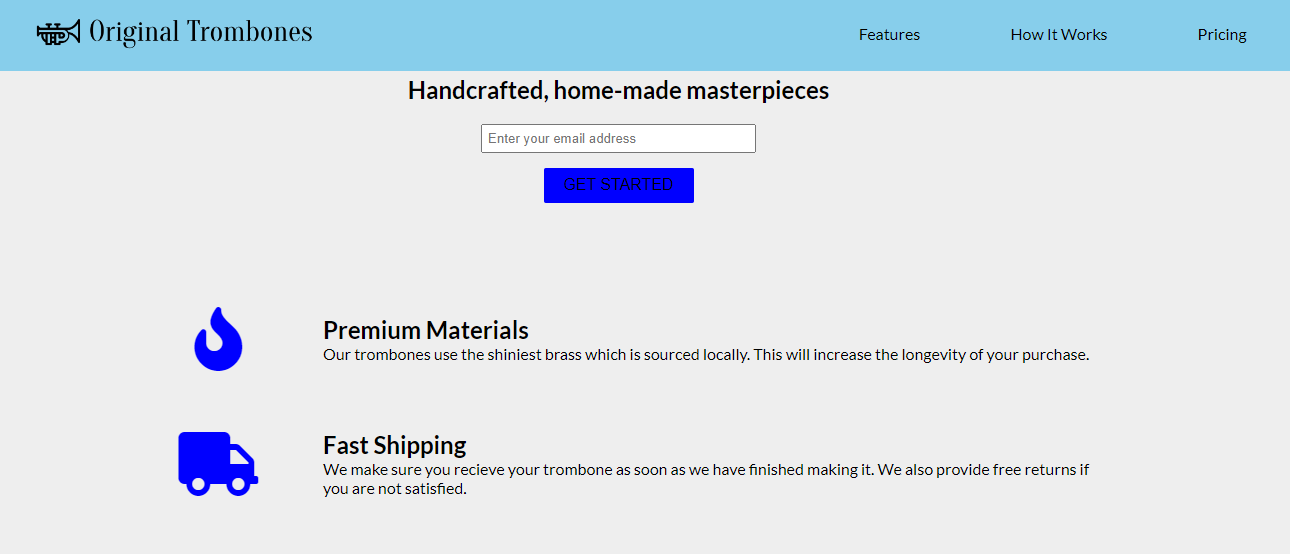 Original Trombones
Features
How It Works
Pricing
Handcrafted, home-made masterpieces
Enter your email address
GET STARTED
Premium Materials
Our trombones use the shiniest brass which is sourced locally. This will increase the longevity of your purchase.
Fast Shipping
We make sure you recieve your trombone as soon as we have finished making it. We also provide free returns if
you are not satisfied.